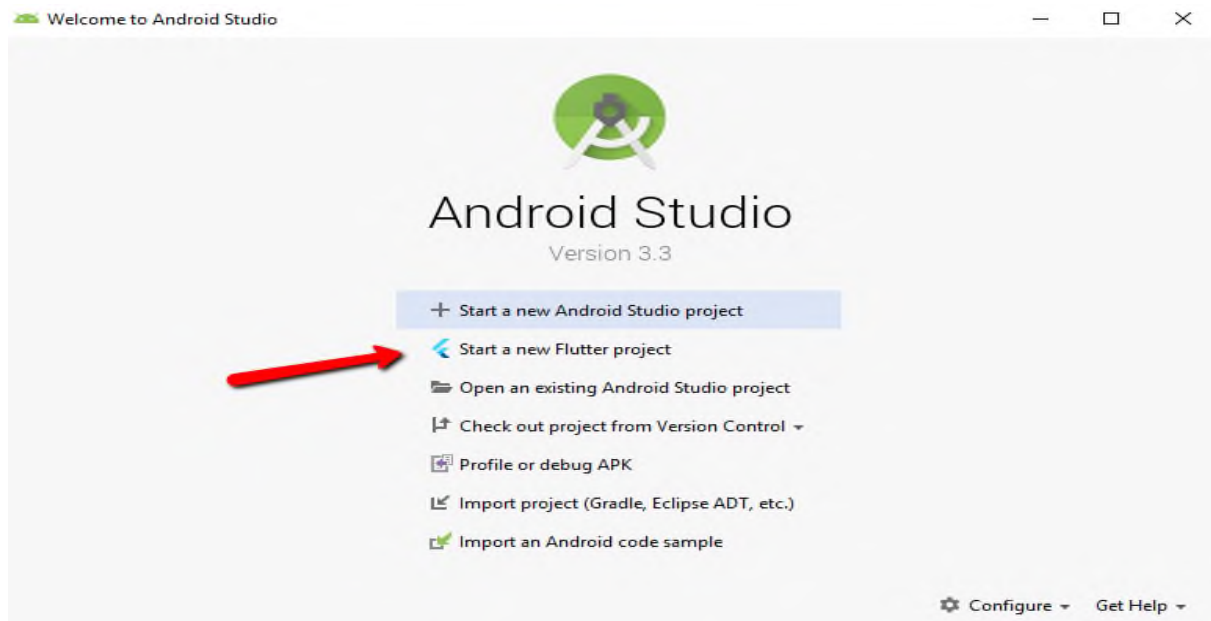 Welcome to Android Studio
Android Studio
Version 3.3
Start a new Android Studio project
Start a new Flutter project
Open an existing Android Studio project
Check out project from Version Control
Profile or debug APK
Import project (Gradle, Eclipse ADT, etc.)
Import an Android code sample
Configure Get Help